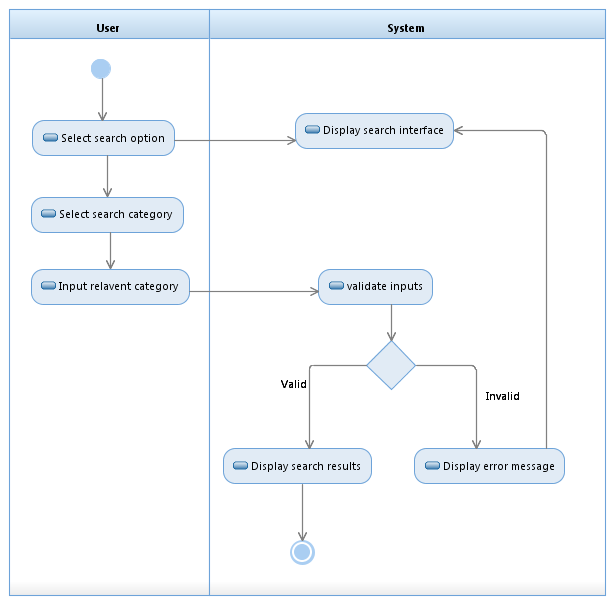 User
System
Select search option
Display search interface
Select search category
Input relavent category
validate inputs
Valid
Invalid
Display search results
Display error message